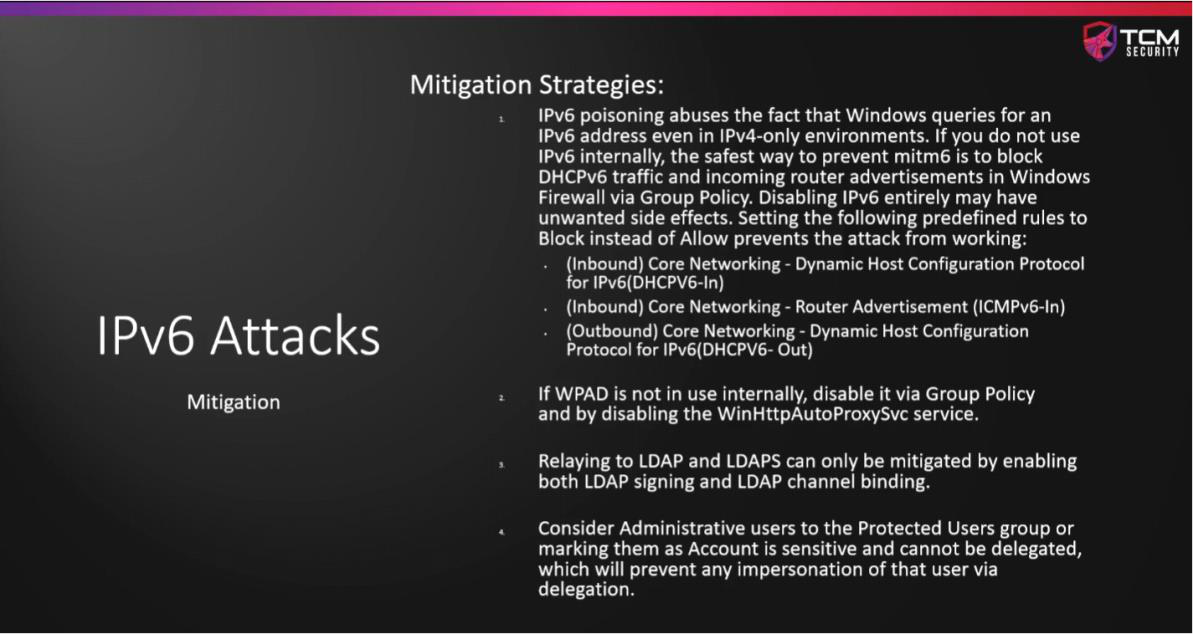 TCM
SECURITY
Mitigation Strategies:
1. IPv6 poisoning abuses the fact that Windows queries for an
IPv6 address even in IPv4-only environments. If you do not use
IPv6 internally, the safest way to prevent mitm6 is to block
DHCPv6 traffic and incoming router advertisements in Windows
Firewall via Group Policy. Disabling IPv6 entirely may have
unwanted side effects. Setting the following predefined rules to
Block instead of Allow prevents the attack from working:
· (Inbound) Core Networking - Dynamic Host Configuration Protocol
for IPv6(DHCPV6-In)
· (Inbound) Core Networking - Router Advertisement (ICMPv6-In)
· (Outbound) Core Networking - Dynamic Host Configuration
Protocol for IPv6(DHCPV6- Out)
IPv6 Attacks
Mitigation
2. If WPAD is not in use internally, disable it via Group Policy
and by disabling the WinHttpAutoProxySvc service.
3. Relaying to LDAP and LDAPS can only be mitigated by enabling
both LDAP signing and LDAP channel binding.
4. Consider Administrative users to the Protected Users group or
marking them as Account is sensitive and cannot be delegated,
which will prevent any impersonation of that user via
delegation.